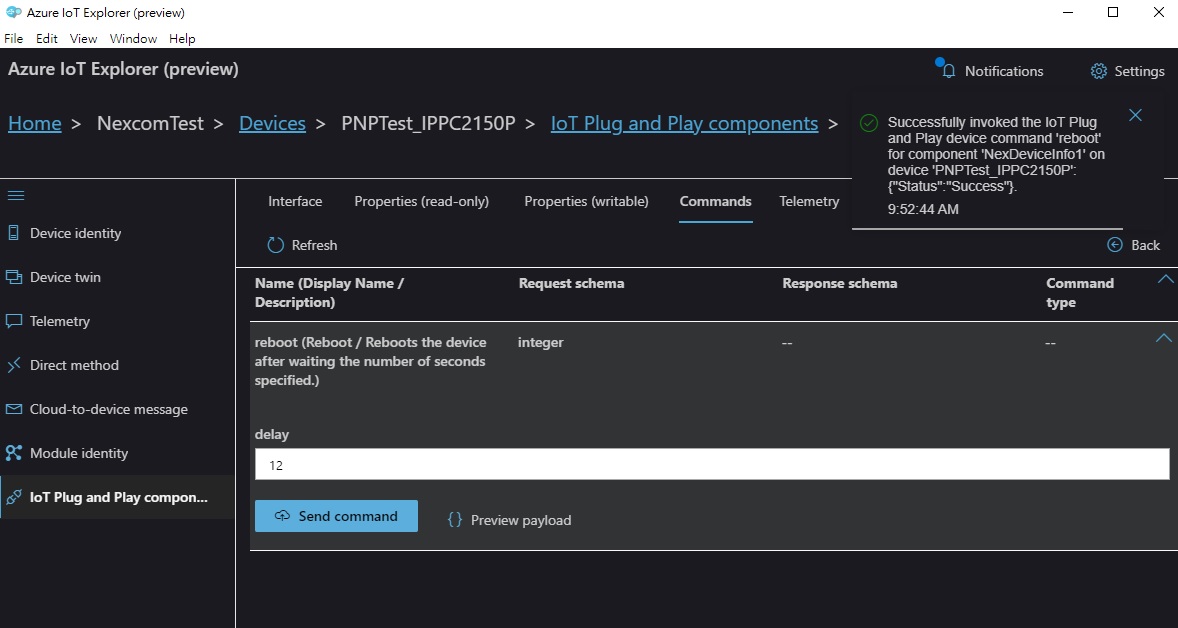 Azure IoT Explorer (preview)
File Edit View Window Help
Azure IoT Explorer (preview)
Notifications
Settings
Home > NexcomTest > Devices > PNPTest_IPPC2150P > IoT Plug and Play components >
Successfully invoked the IoT Plug
and Play device command 'reboot'
for component 'NexDeviceInfo1' on
device 'PNPTest_IPPC2150P':
{"Status":"Success"}.
9:52:44 AM
Device identity
Device twin
Telemetry
Direct method
Cloud-to-device message
Module identity
IoT Plug and Play compon...
Interface Properties (read-only) Properties (writable) Commands Telemetry
Refresh
Back
Name (Display Name / 
Description)
Request schema
Response schema
Command
type
reboot (Reboot / Reboots the device
after waiting the number of seconds
specified.)
integer
--
--
delay
12
Send command
{} Preview payload